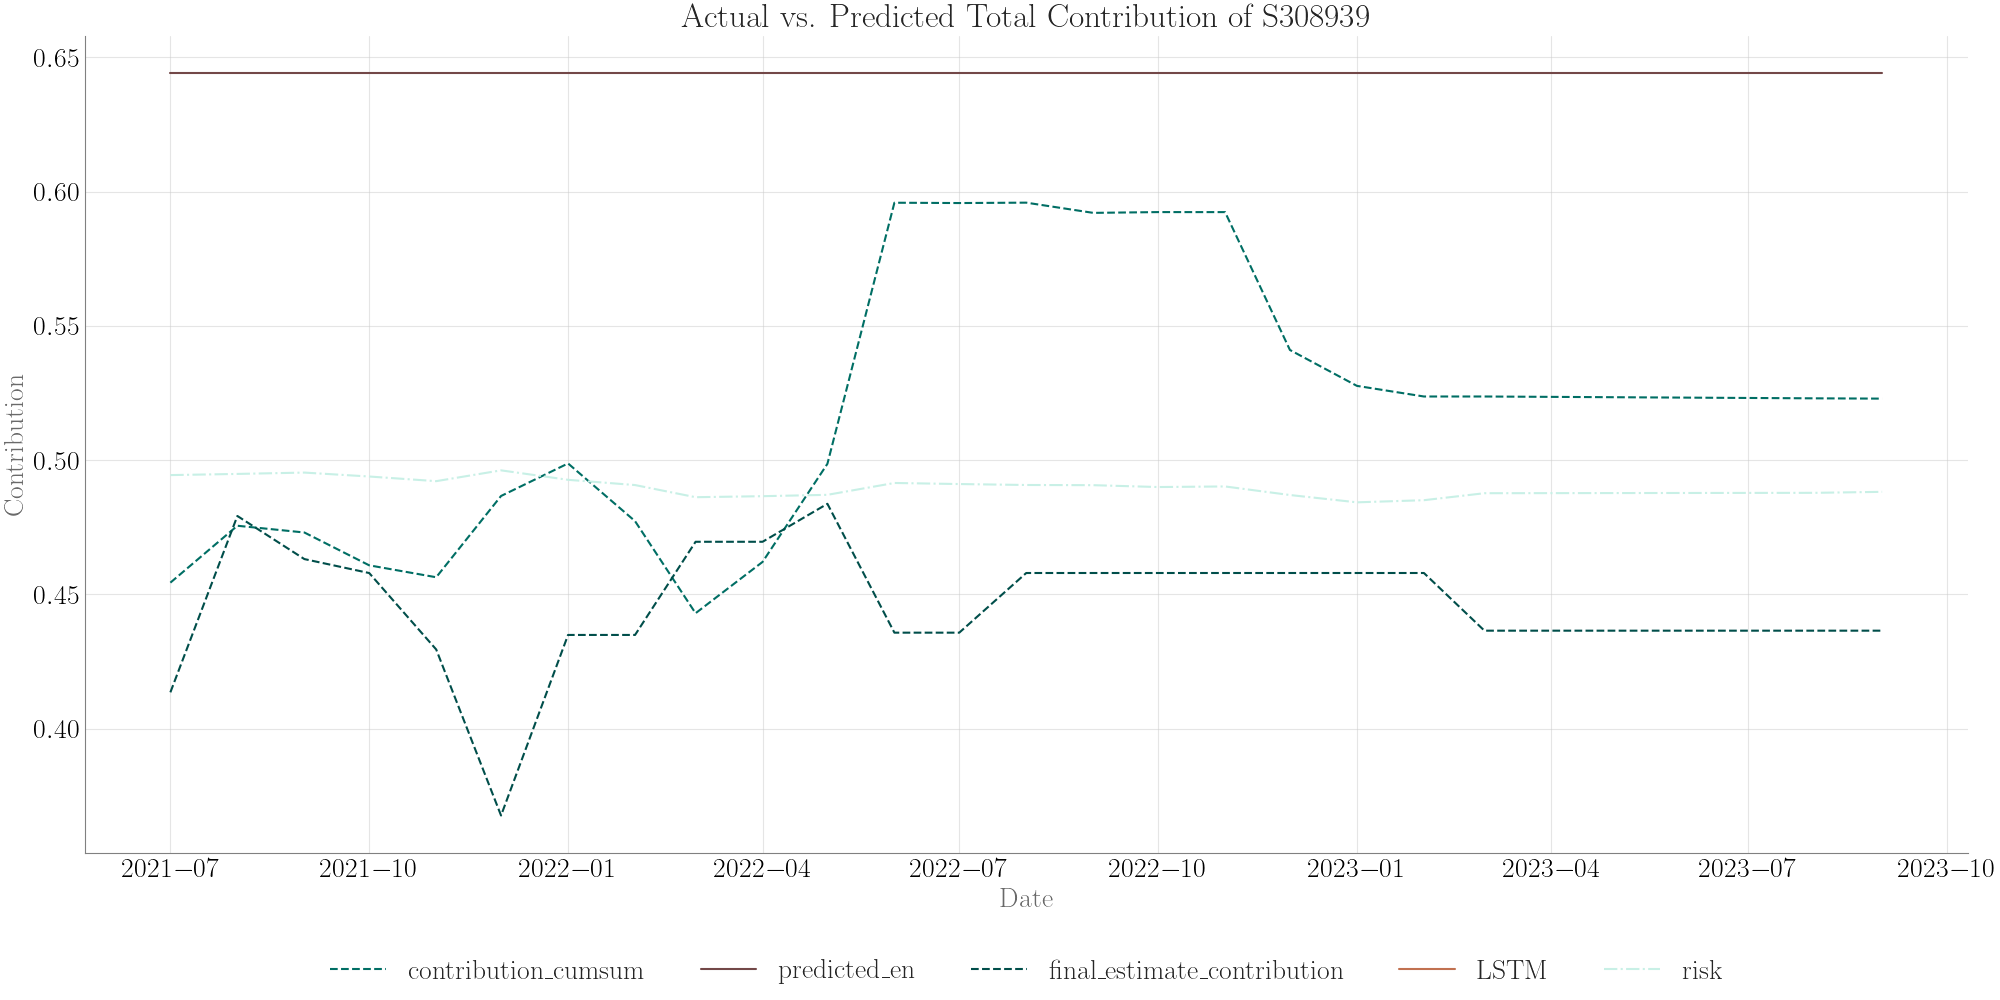 Actual vs. Predicted Total Contribution of S308939
0.65
0.60
0.55
0.50
0.45
0.40
Contribution
2021−07 2021−10 2022−01 2022−04 2022−07 2022−10 2023−01 2023−04 2023−07 2023−10
Date
contribution_cumsum predicted_en final_estimate_contribution LSTM risk